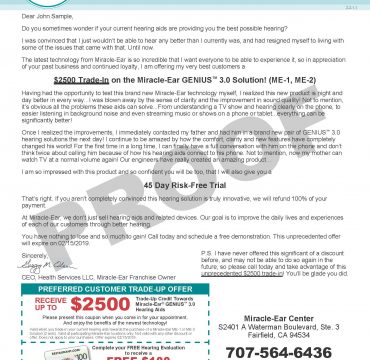 Dear John Sample,
Do you sometimes wonder if your current hearing aids are providing you the best possible hearing?
I was convinced that I just wouldn't be able to hear any better than I currently was, and had resigned myself to living with
some of the issues that came with that. Until now.
The latest technology from Miracle-Ear is so incredible that I want everyone to be able to experience it, so in appreciation
of your past business and continued loyalty, I am offering my very best customers a
$2500 Trade-In on the Miracle-Ear GENIUS™ 3.0 Solution! (ME-1, ME-2)
Having had the opportunity to test this brand new Miracle-Ear technology myself, I realized this new product is night and
day better in every way. I was blown away by the sense of clarity and the improvement in sound quality! Not to mention,
it's obvious all the problems these aids can solve. From understanding a TV show and hearing clearly on the phone, to
easier listening in background noise and even streaming music or shows on a phone or tablet...everything can be
significantly better!
Once I realized the improvements, I immediately contacted my father and had him in a brand new pair of GENIUS™ 3.0
hearing solutions the next day! I continue to be amazed by how the comfort, clarity and new features have completely
changed his world! For the first time in a long time, I can finally have a full conversation with him on the phone and don't
think twice about calling him because of how his hearing aids connect to his phone. Not to mention, now my mother can
watch TV at a normal volume again! Our engineers have truly created an amazing product...
I am so impressed with this product and so confident you will be too, that I will also give you a
45 Day Risk-Free Trial
That's right, if you aren't completely convinced this hearing solution is truly innovative, we will refund 100% of your
payment.
At Miracle-Ear, we don't just sell hearing aids and related devices. Our goal is to improve the daily lives and experiences
of each of our customers through better hearing.
You have nothing to lose and so much to gain! Call today and schedule a free demonstration. This unprecedented offer
will expire on 02/15/2019.
Sincerely,
CEO, Health Services LLC, Miracle-Ear Franchise Owner
P.S. I have never offered this significant of a discount
before, and may not be able to do so again in the
future; so please call today and take advantage of this
unprecedented $2500 trade-in! You'll be glad you did.
PROOF
PREFERRED CUSTOMER TRADE-UP OFFER
RECEIVE
UP TO $2500
Trade-Up Credit Towards
Miracle-Ear® GENIUS™ 3.0
Hearing Aids
Please present this coupon when you come in for your appointment.
And enjoy the benefits of the newest technology!
Complete your FREE Hearing Evaluation
to receive a
FREE $100
Miracle-Ear Center
S2401 A Waterman Boulevard, Ste. 3
Fairfield, CA 94534
707-564-6436